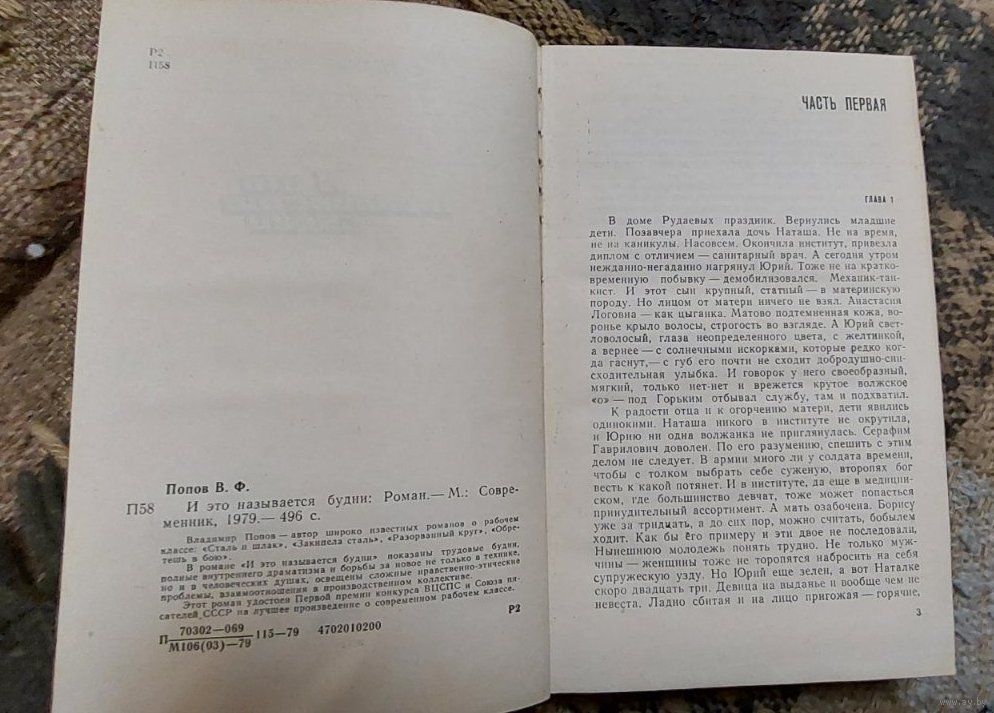 Р2
П58
Попов В. Ф.
П58 И это называется будни: Роман.— М.: Совре-
менник, 1979.— 496 с.
Владимир Попов — автор широко известных романов о рабочем
классе: «Сталь и шлак», «Закипела сталь», «Разорванный круг», «Обре-
тешь в бою».
В романе «И это называется будни» показаны трудовые будни,
полные внутреннего драматизма и борьбы за новое не только в технике,
но и в человеческих душах, освещены сложные нравственно-этические
проблемы, взаимоотношения в производственном коллективе.
Этот роман удостоен Первой премии конкурса ВЦСПС и Союза пи-
сателей СССР на лучшее произведение о современном рабочем классе.
П 70302—069 115—79 4702010200 Р2
М106(03)—79
ЧАСТЬ ПЕРВАЯ
ГЛАВА 1
В доме Рудаевых праздник. Вернулись младшие
дети. Позавчера приехала дочь Наташа. Не на время,
не на каникулы. Насовсем. Окончила институт, привезла
диплом с отличием — санитарный врач. А сегодня утром
нежданно-негаданно нагрянул Юрий. Тоже не на кратко-
временную побывку — демобилизовался. Механик-тан-
кист. И этот сын крупный, статный — в материнскую
породу. Но лицом от матери ничего не взял. Анастасия
Логовна — как цыганка. Матово подтемненная кожа, во-
ронье крыло волосы, строгость во взгляде. А Юрий свет-
ловолосый, глаза неопределенного цвета, с желтинкой,
а вернее — с солнечными искорками, которые редко ког-
да гаснут,— с губ его почти не сходит добродушно-сни-
сходительная улыбка. И говорок у него своеобразный,
мягкий, только нет-нет и врежется крутое волжское
«о» — под Горьким отбывал службу, там и подхватил.
К радости отца и к огорчению матери, дети явились
одинокими. Наташа никого в институте не окрутила,
и Юрию ни одна волжанка не приглянулась. Серафим
Гаврилович доволен. По его разумению, спешить с этим
делом не следует. В армии много ли у солдата времени,
чтобы с толком выбрать себе суженую, второпях бог
весть к какой потянет. И в институте, да еще в медицин-
ском, где большинство девчат, тоже может попасться
принудительный ассортимент. А мать озабочена. Борису
уже за тридцать, а до сих пор, можно считать, бобылем
ходит. Как бы его примеру и эти двое не последовали.
Нынешнюю молодежь понять трудно. Не только муж-
чины — женщины тоже не торопятся набросить на себя
супружескую узду. Но Юрий еще зелен, а вот Наталке
скоро двадцать три. Девица на выданье и вообще чем не
невеста. Ладно сбитая и на лицо пригожая — горячие,
3
www.ay.by